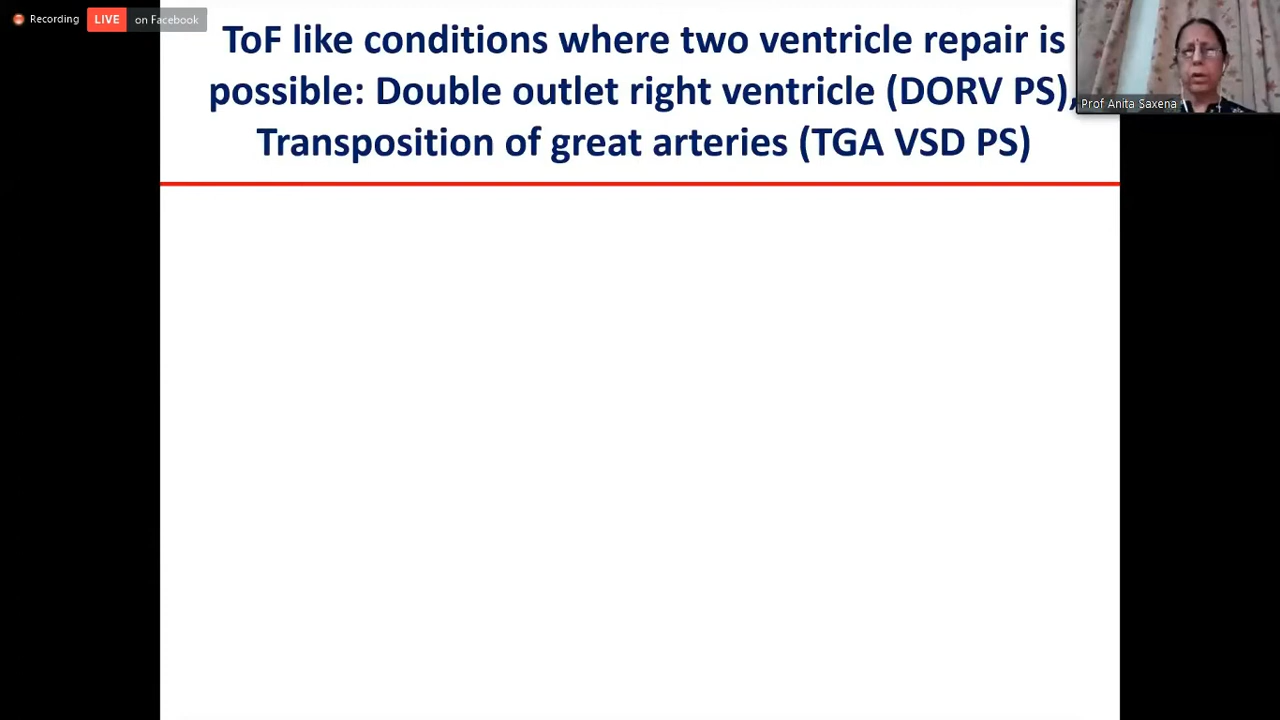 Recording
LIVE on Facebook
ToF like conditions where two ventricle repair is
possible: Double outlet right ventricle (DORV PS),
Transposition of great arteries (TGA VSD PS)
Prof Anita Saxena